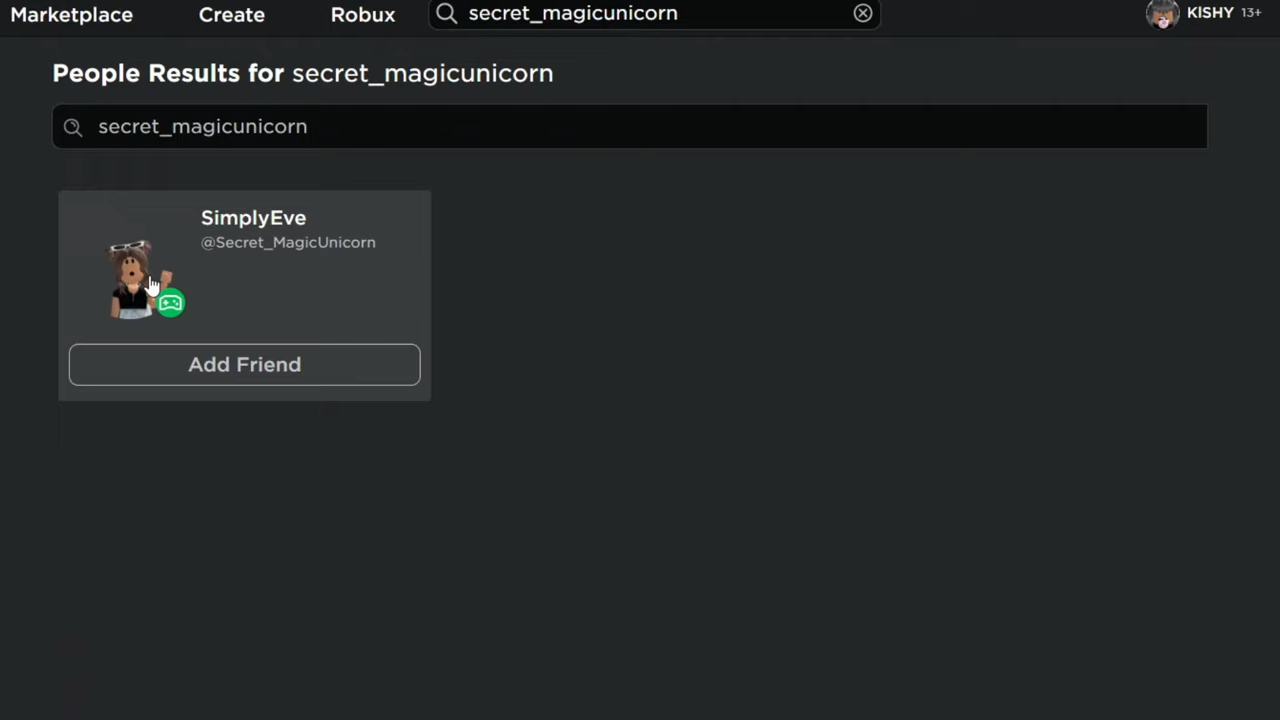 Marketplace
Create
Robux
secret_magicunicorn
KISHY 13+
People Results for secret_magicunicorn
secret_magicunicorn
SimplyEve
@Secret_MagicUnicorn
Add Friend